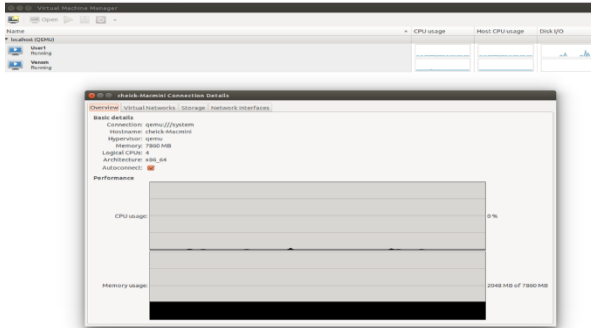 Virtual Machine Manager
Open
Name CPU usage Host CPU usage Disk I/O
localhost (QEMU)
User1
Running
Venom
Running
cheick-Macmini Connection Details
Overview Virtual Networks Storage Network Interfaces
Basic details
Connection: qemu:///system
Hostname: cheick-Macmini
Hypervisor: qemu
Memory: 7860 MB
Logical CPUs: 4
Architecture: x86_64
Autoconnect:
Performance
CPU usage: 0 %
Memory usage: 2048 MB of 7860 MB